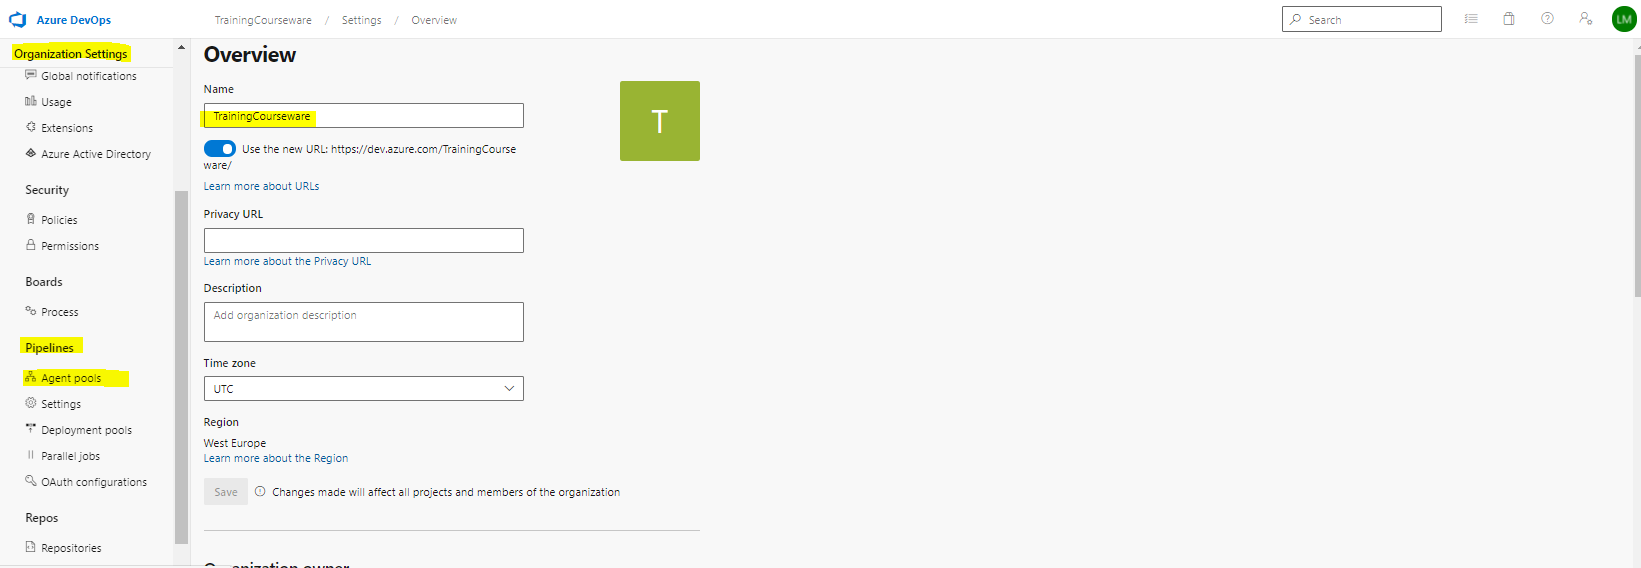 Azure DevOps
TrainingCourseware / Settings / Overview
Search
LM
Organization Settings
Global notifications
Usage
Extensions
Azure Active Directory
Security
Policies
Permissions
Boards
Process
Pipelines
Agent pools
Settings
Deployment pools
Parallel jobs
OAuth configurations
Repos
Repositories
Overview
Name
TrainingCourseware
T
Use the new URL: https://dev.azure.com/TrainingCourse
ware/
Learn more about URLs
Privacy URL
Learn more about the Privacy URL
Description
Add organization description
Time zone
UTC
Region
West Europe
Learn more about the Region
Save
Changes made will affect all projects and members of the organization
Organization owner